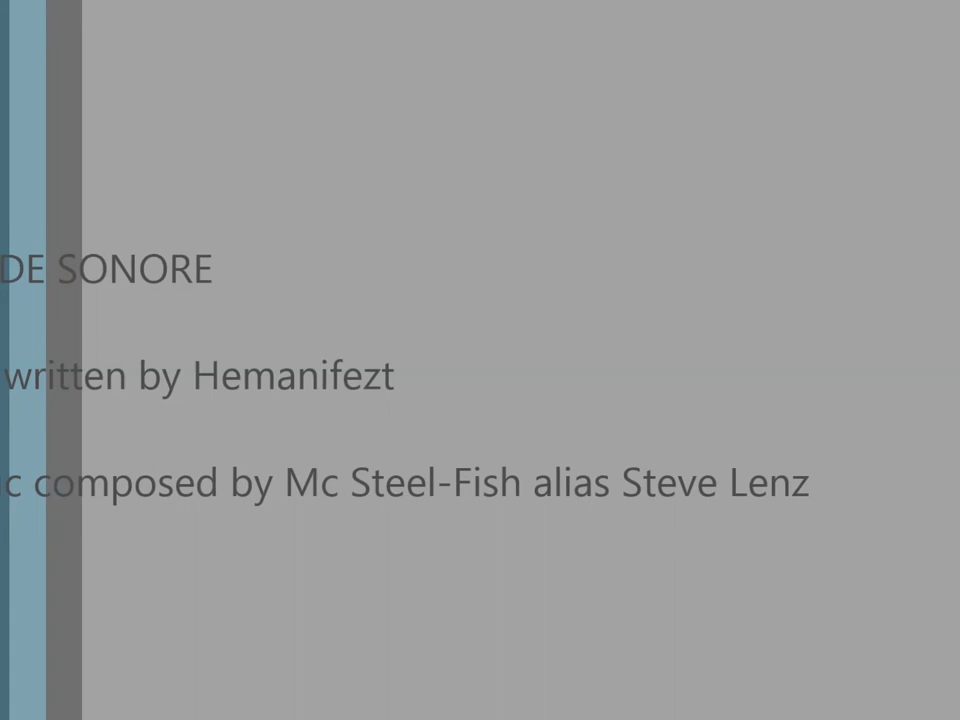 DE SONORE
written by Hemanifezt
c composed by Mc Steel-Fish alias Steve Lenz